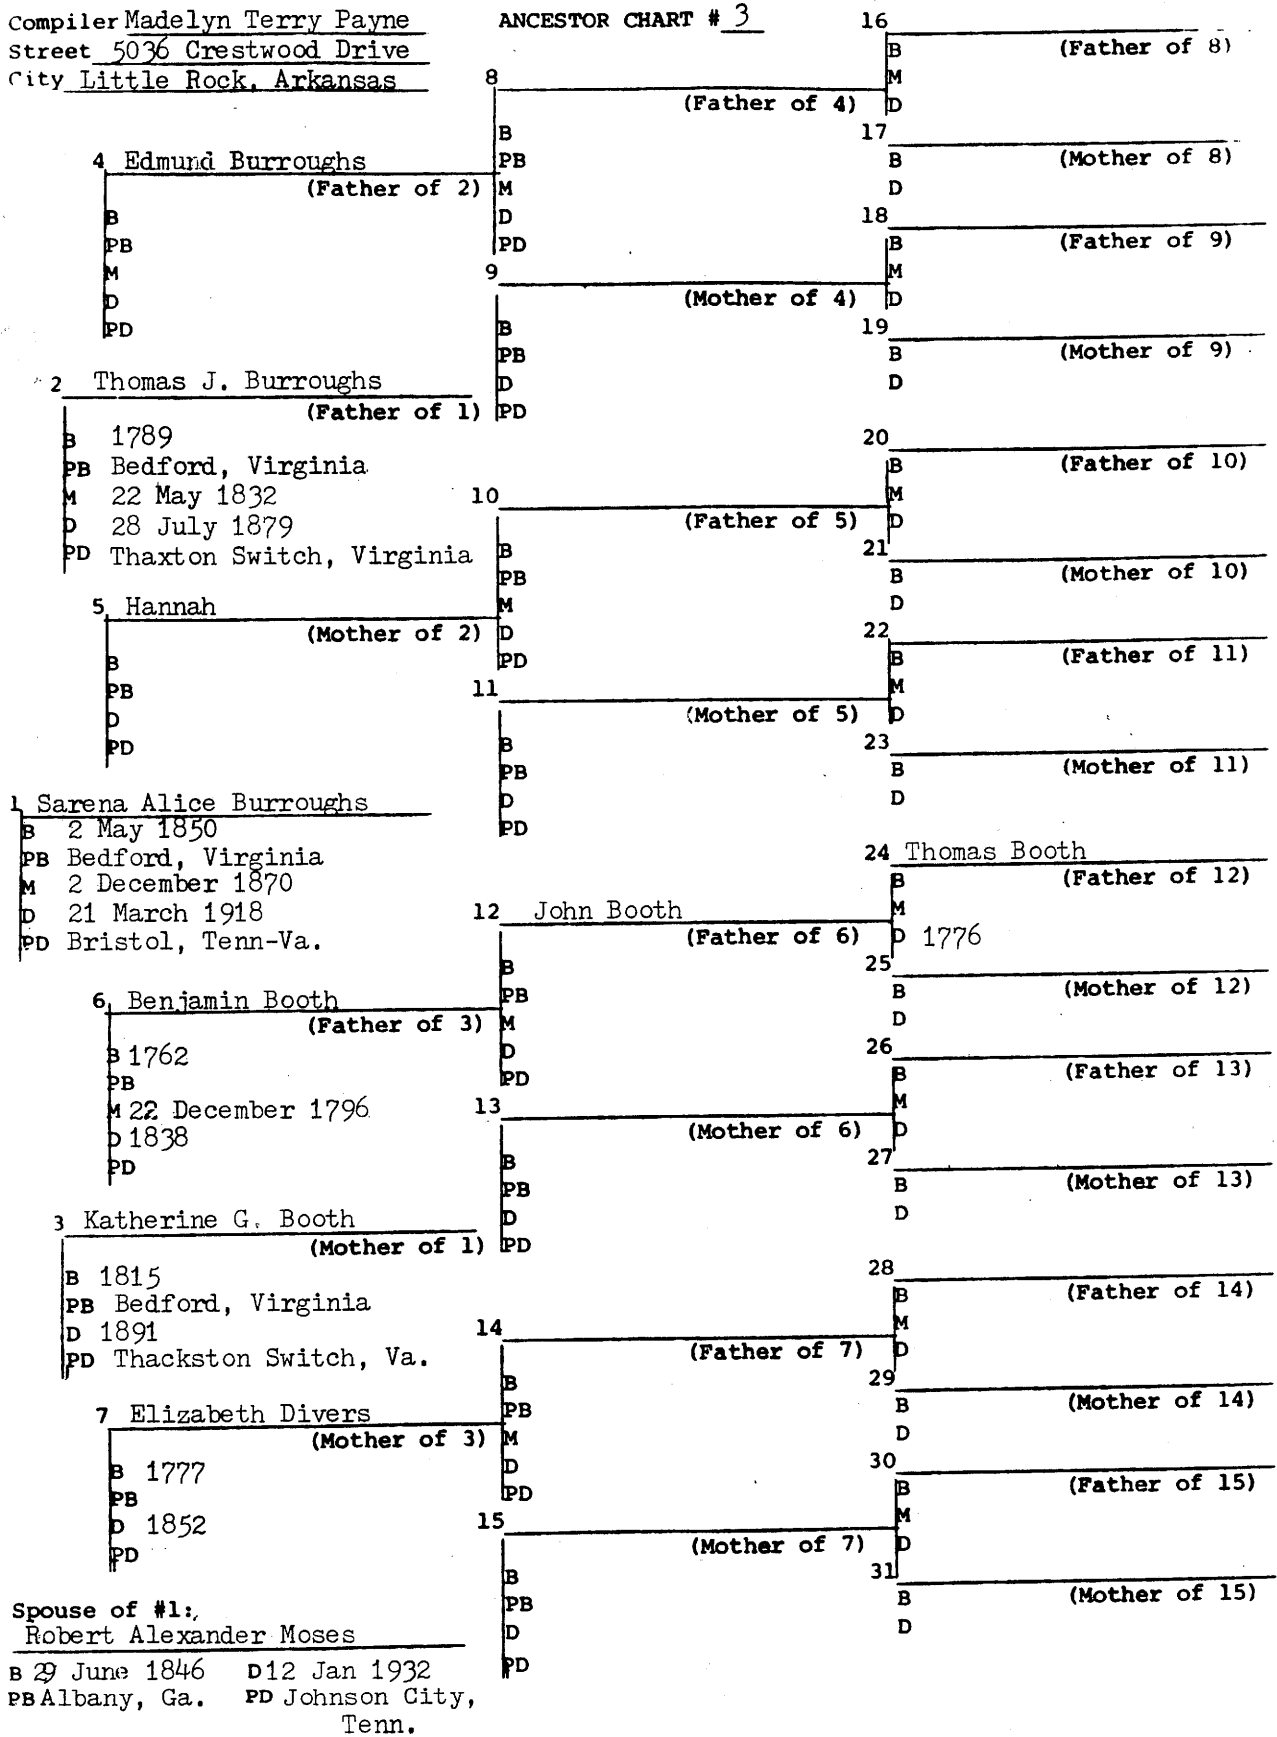 Compiler Madelyn Terry Payne
Street 5036 Crestwood Drive
City Little Rock, Arkansas
ANCESTOR CHART # 3
4 Edmund Burroughs
(Father of 2)
B
PB
M
D
PD
2 Thomas J. Burroughs
(Father of 1)
B 1789
PB Bedford, Virginia
M 22 May 1832
D 28 July 1879
PD Thaxton Switch, Virginia
5 Hannah
(Mother of 2)
B
PB
D
PD
1 Sarena Alice Burroughs
B 2 May 1850
PB Bedford, Virginia
M 2 December 1870
D 21 March 1918
PD Bristol, Tenn-Va.
6 Benjamin Booth
(Father of 3)
B 1762
PB
M 22 December 1796
D 1838
PD
3 Katherine G. Booth
(Mother of 1)
B 1815
PB Bedford, Virginia
D 1891
PD Thackston Switch, Va.
7 Elizabeth Divers
(Mother of 3)
B 1777
PB
D 1852
PD
Spouse of #1:
Robert Alexander Moses
B 29 June 1846 D 12 Jan 1932
PB Albany, Ga. PD Johnson City,
Tenn.
8
(Father of 4)
B
PB
M
D
PD
9
(Mother of 4)
B
PB
D
PD
10
(Father of 5)
B
PB
M
D
PD
11
(Mother of 5)
B
PB
D
PD
12 John Booth
(Father of 6)
B
PB
M
D
PD
13
(Mother of 6)
B
PB
D
PD
14
(Father of 7)
B
PB
M
D
PD
15
(Mother of 7)
B
PB
D
PD
16
(Father of 8)
B
M
D
17
(Mother of 8)
B
D
18
(Father of 9)
B
M
D
19
(Mother of 9)
B
D
20
(Father of 10)
B
M
D
21
(Mother of 10)
B
D
22
(Father of 11)
B
M
D
23
(Mother of 11)
B
D
24 Thomas Booth
(Father of 12)
B
M
D 1776
25
(Mother of 12)
B
D
26
(Father of 13)
B
M
D
27
(Mother of 13)
B
D
28
(Father of 14)
B
M
D
29
(Mother of 14)
B
D
30
(Father of 15)
B
M
D
31
(Mother of 15)
B
D